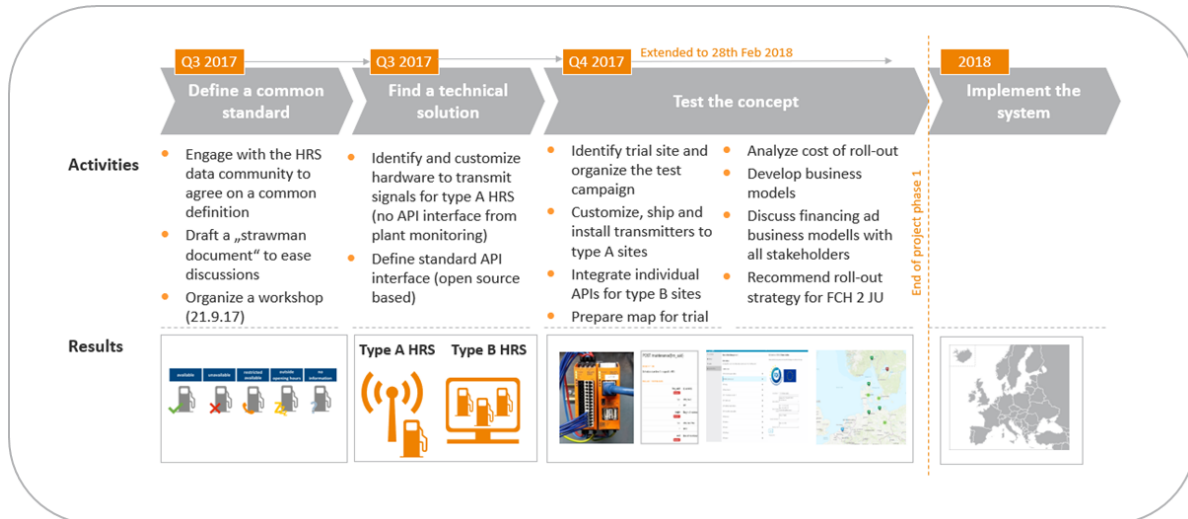 Extended to 28th Feb 2018
Q3 2017
Q3 2017
Q4 2017
2018
Define a common
standard
Find a technical
solution
Test the concept
Implement the
system
Activities
Engage with the HRS
data community to
agree on a common
definition
Draft a „strawman
document“ to ease
discussions
Organize a workshop
(21.9.17)
Identify and customize
hardware to transmit
signals for type A HRS
(no API interface from
plant monitoring)
Define standard API
interface (open source
based)
Identify trial site and
organize the test
campaign
Customize, ship and
install transmitters to
type A sites
Integrate individual
APIs for type B sites
Prepare map for trial
Analyze cost of roll-out
Develop business
models
Discuss financing ad
business modells with
all stakeholders
Recommend roll-out
strategy for FCH 2 JU
End of project phase 1
Results
available
unavailable
restricted
available
outside
opening hours
no
information
Type A HRS
Type B HRS